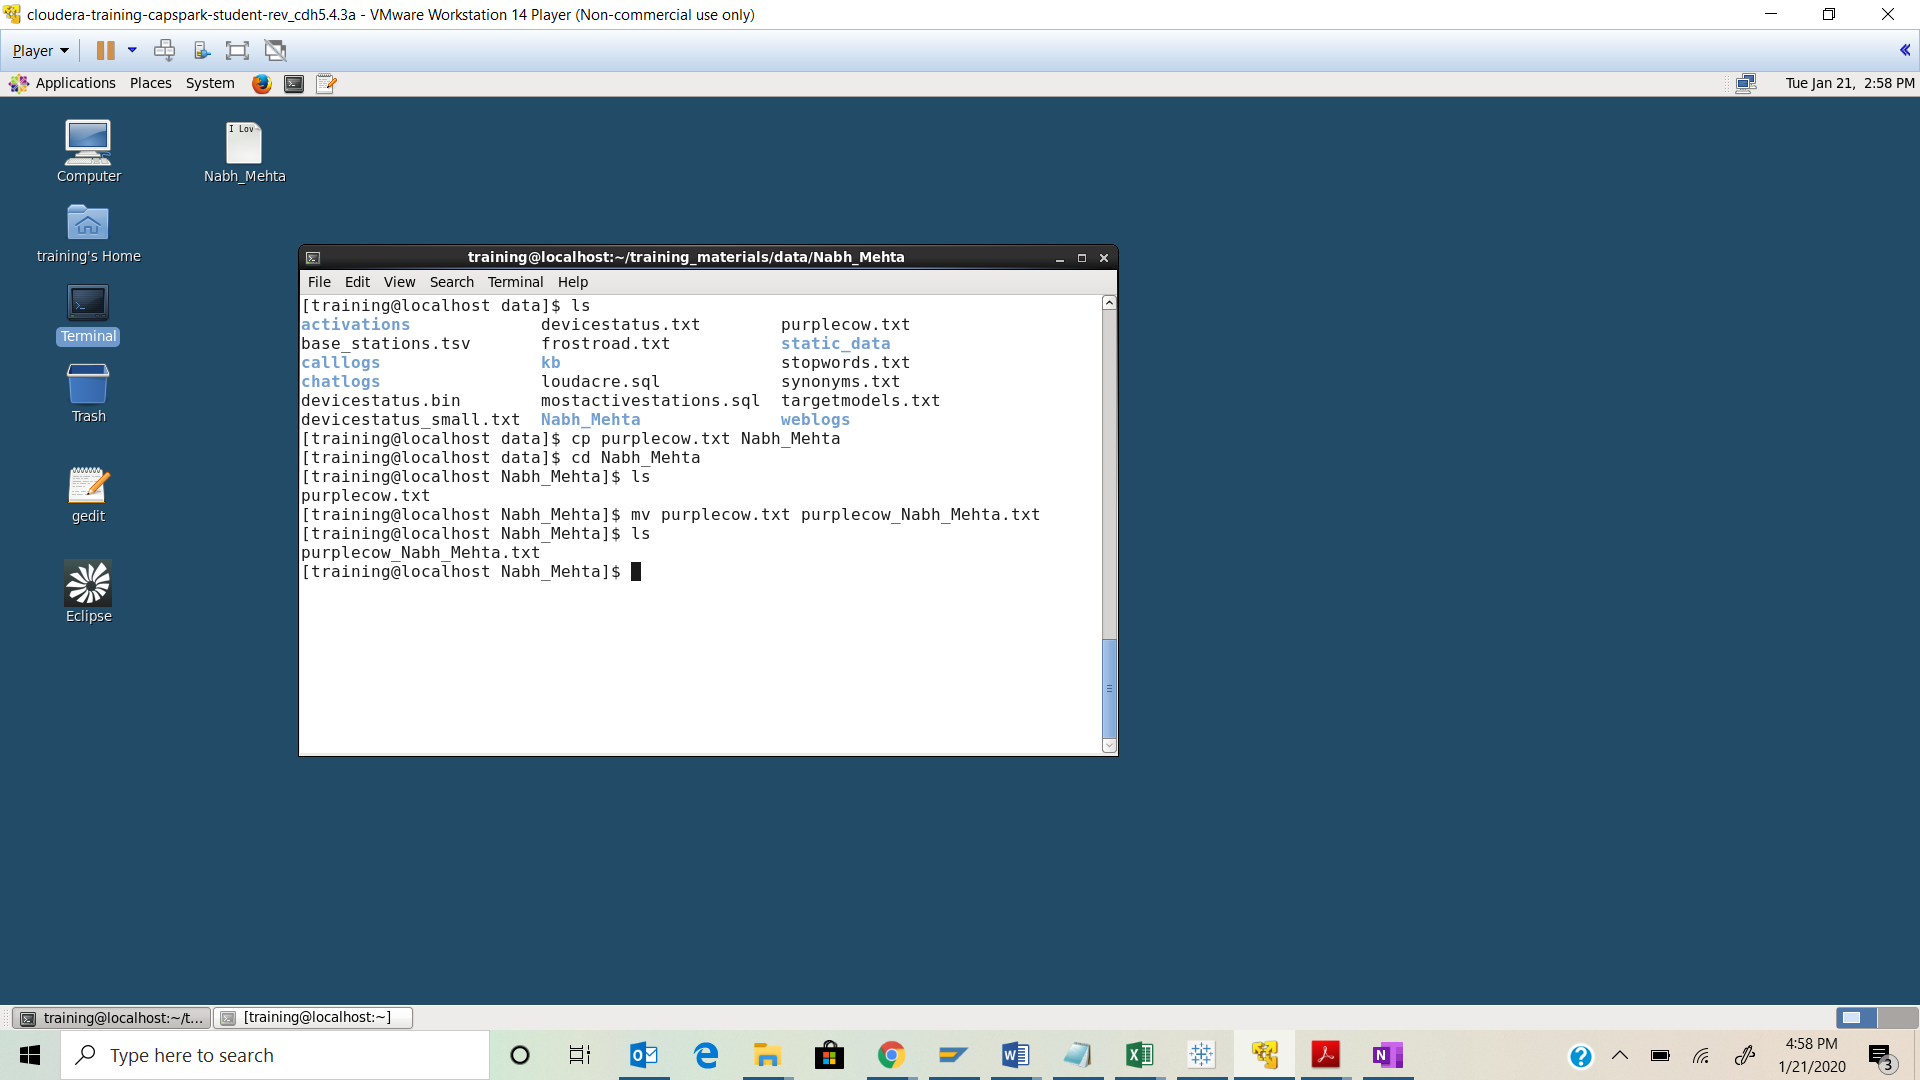 cloudera-training-capspark-student-rev_cdh5.4.3a - VMware Workstation 14 Player (Non-commercial use only)
Player
Applications Places System Tue Jan 21, 2:58 PM
I Lov
Computer Nabh_Mehta
training's Home
Terminal
Trash
gedit
Eclipse
training@localhost:~/training_materials/data/Nabh_Mehta
File Edit View Search Terminal Help
[training@localhost data]$ ls
activations devicestatus.txt purplecow.txt
base_stations.tsv frostroad.txt static_data
calllogs kb stopwords.txt
chatlogs loudacre.sql synonyms.txt
devicestatus.bin mostactivestations.sql targetmodels.txt
devicestatus_small.txt Nabh_Mehta weblogs
[training@localhost data]$ cp purplecow.txt Nabh_Mehta
[training@localhost data]$ cd Nabh_Mehta
[training@localhost Nabh_Mehta]$ ls
purplecow.txt
[training@localhost Nabh_Mehta]$ mv purplecow.txt purplecow_Nabh_Mehta.txt
[training@localhost Nabh_Mehta]$ ls
purplecow_Nabh_Mehta.txt
[training@localhost Nabh_Mehta]$
training@localhost:~/t... [training@localhost:~]
Type here to search
4:58 PM
1/21/2020
3